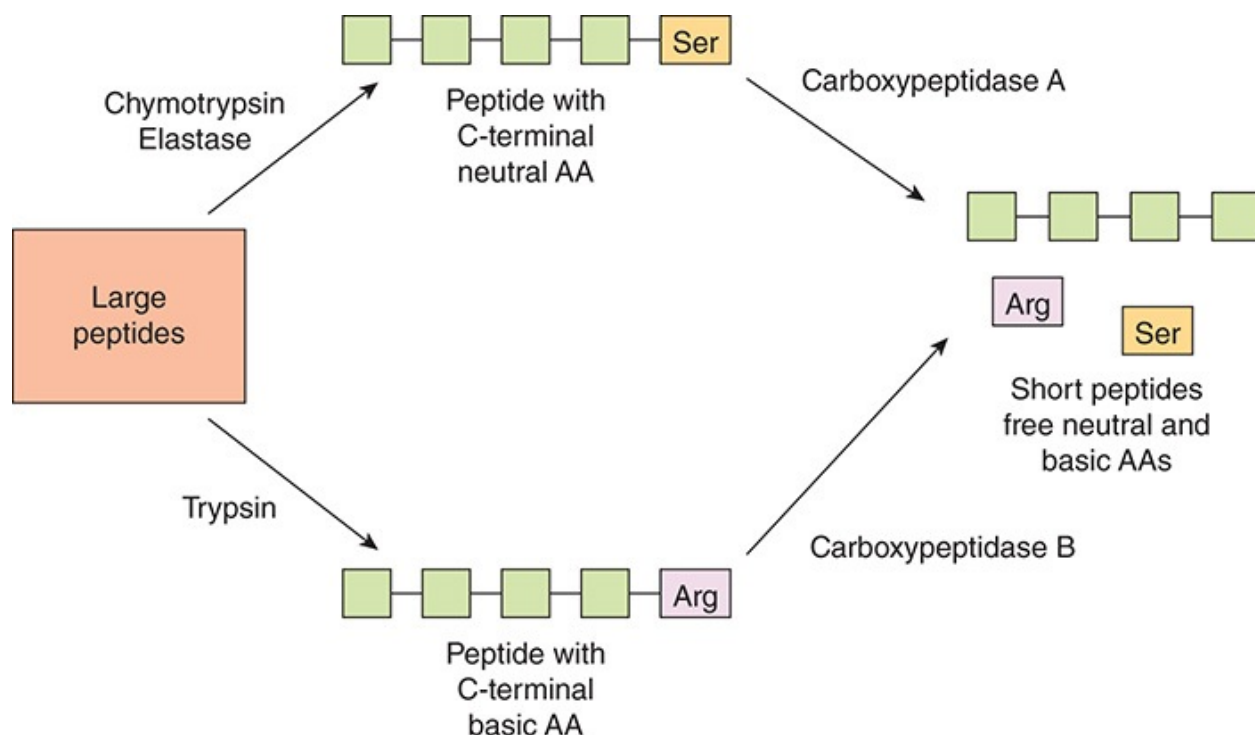 Ser
Chymotrypsin
Elastase
Peptide with
C-terminal
neutral AA
Carboxypeptidase A
Large
peptides
Arg
Ser
Short peptides
free neutral and
basic AAs
Trypsin
Carboxypeptidase B
Arg
Peptide with
C-terminal
basic AA